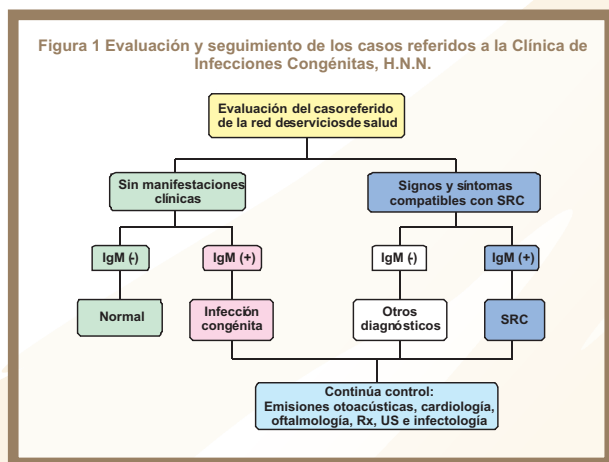 Figura 1 Evaluación y seguimiento de los casos referidos a la Clínica de
Infecciones Congénitas, H.N.N.
Evaluación del casoreferido
de la red deserviciosde salud
Sin manifestaciones
clínicas
Signos y síntomas
compatibles con SRC
IgM (-)
IgM (+)
IgM (-)
IgM (+)
Normal
Infección
congénita
Otros
diagnósticos
SRC
Continúa control:
Emisiones otoacústicas, cardiología,
oftalmología, Rx, US e infectología